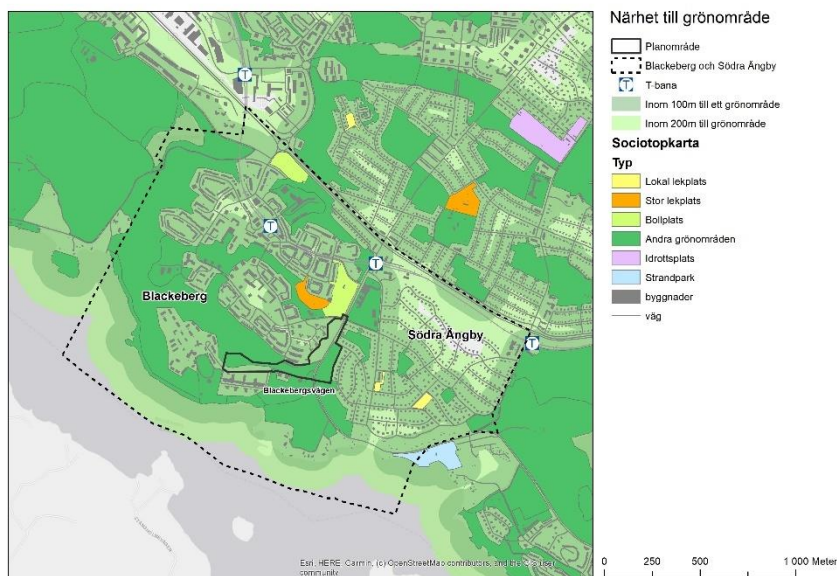 Närhet till grönområde
Planområde
Blackeberg och Södra Ängby
T T-bana
Inom 100m till ett grönområde
Inom 200m till grönområde
Sociotopkarta
Typ
Lokal lekplats
Stor lekplats
Bollplats
Andra grönområden
Idrottsplats
Strandpark
byggnader
väg
T
T
T
T
Blackeberg
Södra Ängby
Blackebergsvägen
Esri, HERE, Garmin, (c) OpenStreetMap contributors, and the GIS user
community
0 250 500 1 000 Meter